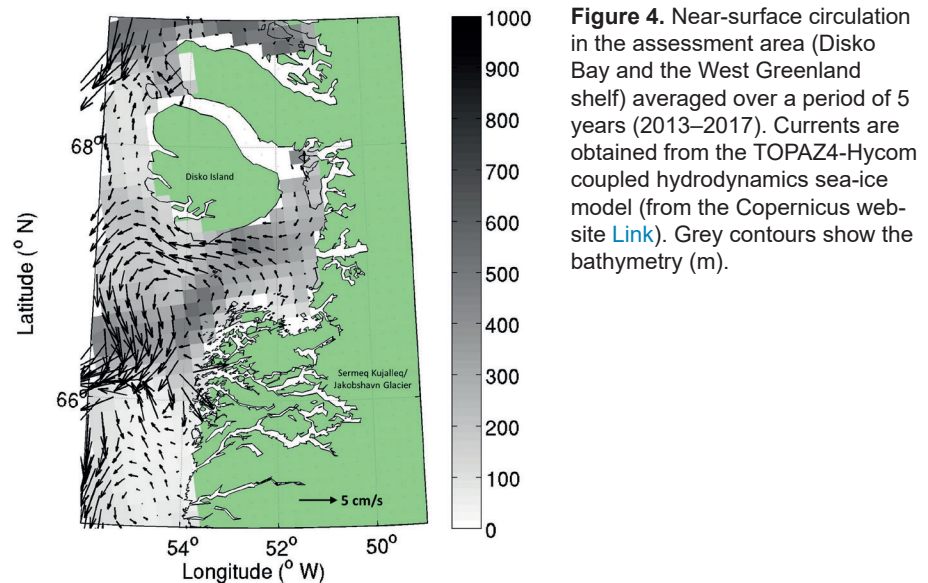 1000
900
800
700
600
500
400
300
200
100
0
68°
66°
Latitude (° N)
Disko Island
Sermeq Kujalleq/
Jakobshavn Glacier
5 cm/s
54°
52°
50°
Longitude (° W)
Figure 4. Near-surface circulation
in the assessment area (Disko
Bay and the West Greenland
shelf) averaged over a period of 5
years (2013–2017). Currents are
obtained from the TOPAZ4-Hycom
coupled hydrodynamics sea-ice
model (from the Copernicus web-
site Link). Grey contours show the
bathymetry (m).